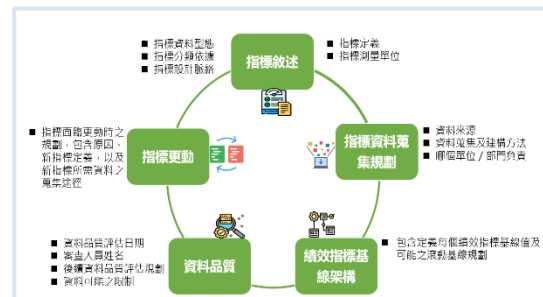 ■ 指標資料型態
■ 指標分類依據
■ 指標設計脈絡
指標敘述
■ 指標定義
■ 指標測量單位
指標資料蒐
集規劃
■ 資料來源
■ 資料蒐集及建構方法
■ 哪個單位/部門負責
績效指標基
線架構
■ 包含定義每個績效指標基線值及
可能之滾動基線規劃
資料品質
■ 資料品質評估日期
■ 審查人員姓名
■ 後續資料品質評估規劃
■ 資料可能之限制
指標更動
■ 指標面臨更動時之
規劃，包含原因、
新指標定義，以及
新指標所需資料之
蒐集途徑